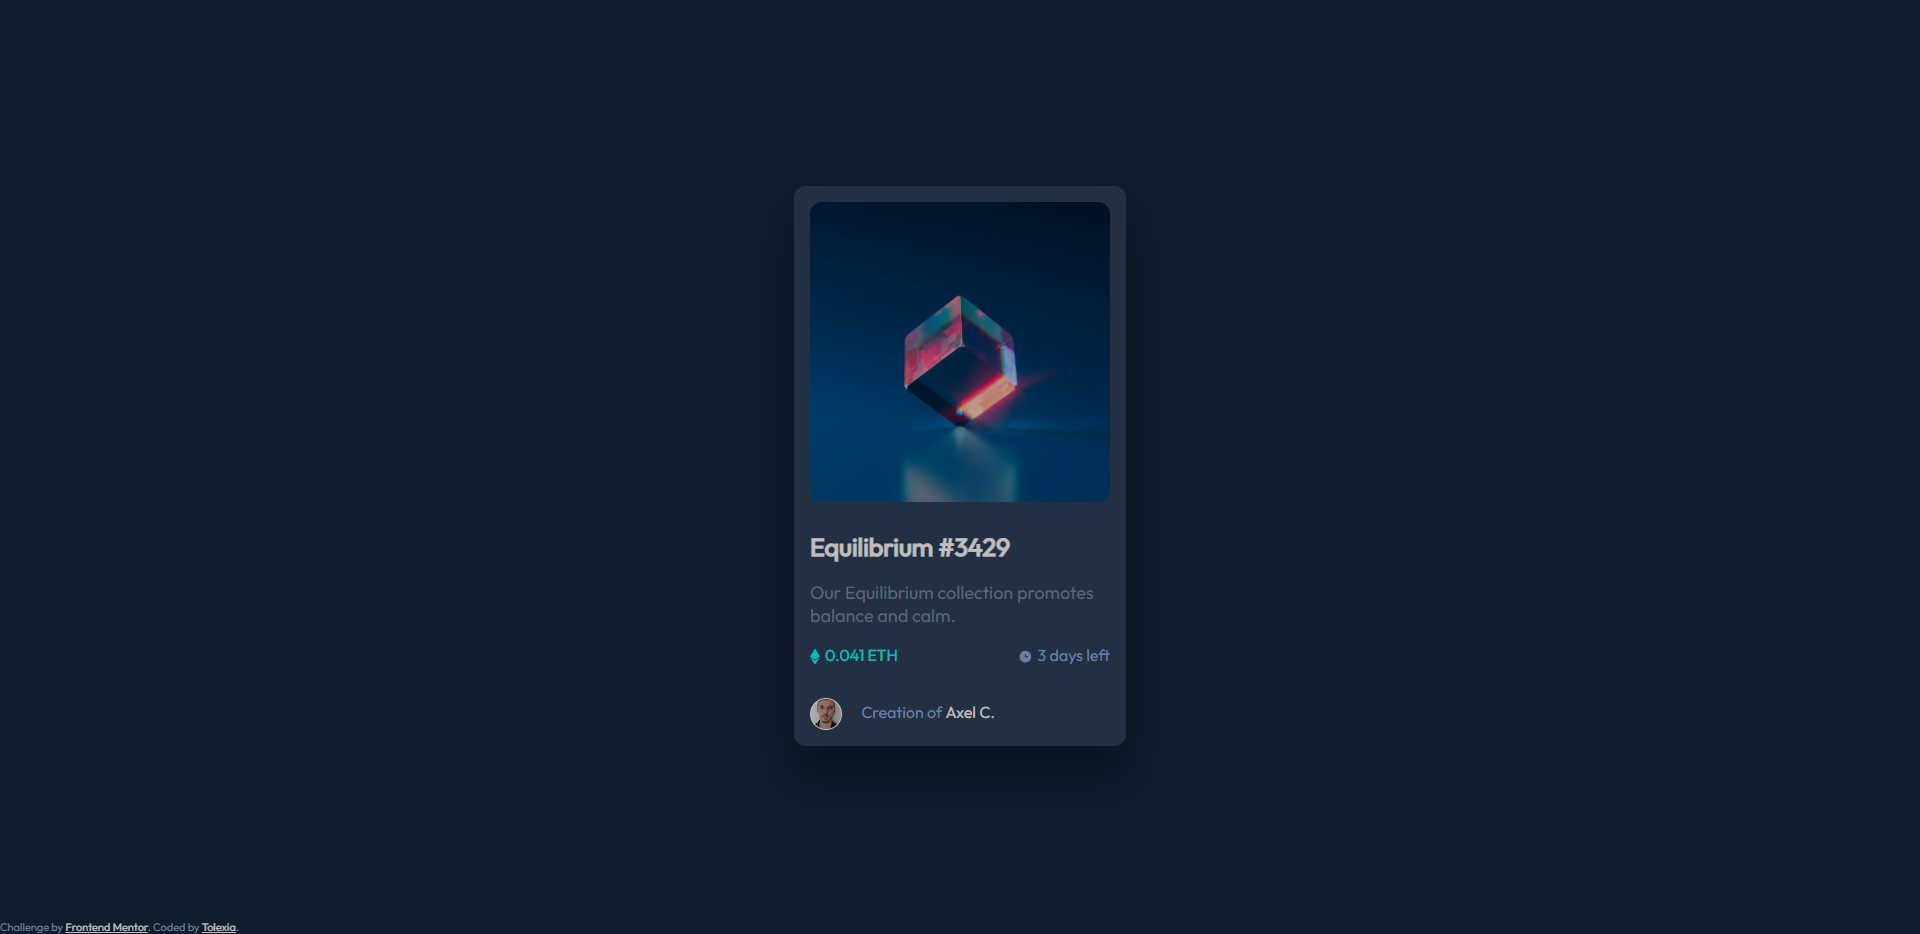 Equilibrium #3429
Our Equilibrium collection promotes
balance and calm.
0.041 ETH
3 days left
Creation of Axel C.
Challenge by Frontend Mentor. Coded by Tolexia.